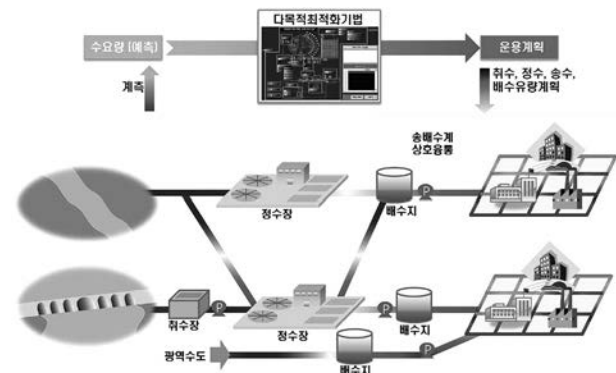 다목적최적화기법
수요량 (예측)
운용계획
계측
취수, 정수, 송수,
배수유량계획
송배수계
상호융통
P
정수장
배수지
P
P
P
취수장
정수장
배수지
광역수도
배수지